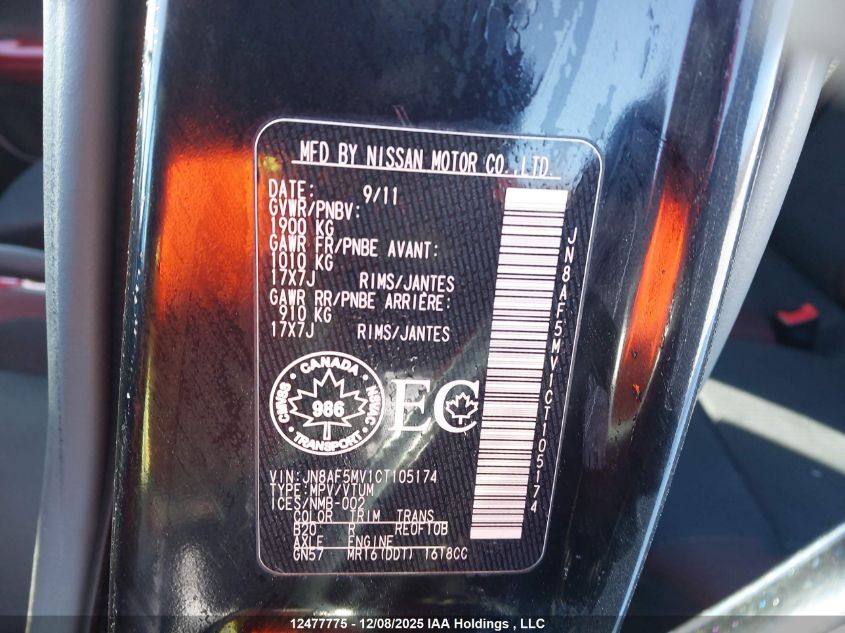 MFD BY NISSAN MOTOR CO.,LTD.
DATE: 9/11
GVWR/PNBV:
1900 KG
GAWR FR/PNBE AVANT:
1010 KG
17X7J RIMS/JANTES
GAWR RR/PNBE ARRIÈRE:
910 KG
17X7J RIMS/JANTES
CANADA
CMVSS 986 NSVAC
TRANSPORT
EC
VIN: JN8AF5MV1CT105174
TYPE:MPV/VTUM
ICES/NMB-002
COLOR TRIM TRANS
B20 R RE0F10B
AXLE ENGINE
GN57 MR16(DDT) 1618CC
JN8AF5MV1CT105174
12477775 - 12/08/2025 IAA Holdings , LLC